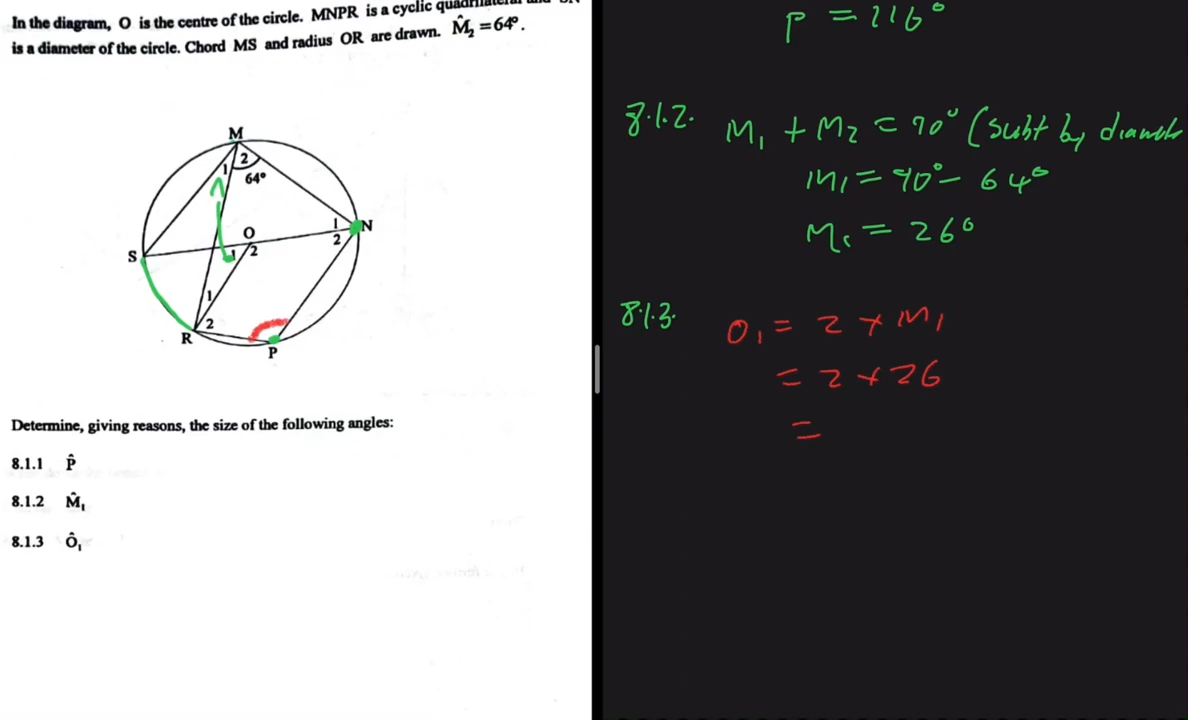 In the diagram, O is the centre of the circle. MNPR is a cyclic
is a diameter of the circle. Chord MS and radius OR are drawn. M̂₂ = 64°.
M
2
1
64°
O
1
N
2
S
1
2
1
2
R
P
Determine, giving reasons, the size of the following angles:
8.1.1 P̂
8.1.2 M̂₁
8.1.3 Ô₁
P = 116°
8.1.2. M₁ + M₂ = 90° (subt by diameter
M₁ = 90° - 64°
M₁ = 26°
8.1.3. O₁ = 2 × M₁
= 2 × 26
=